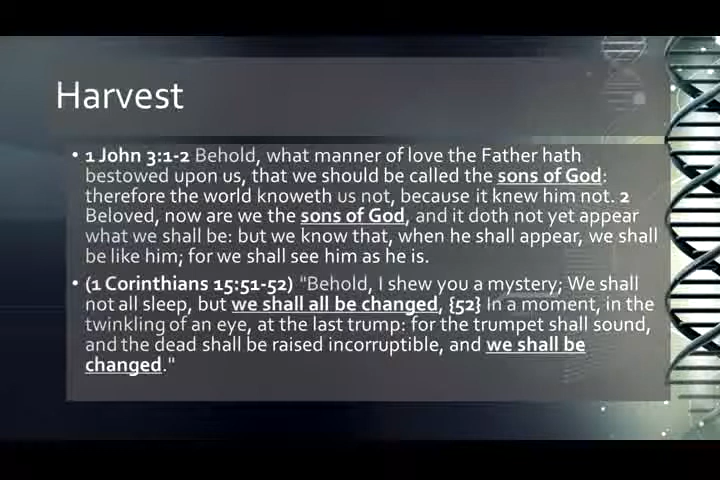 Harvest
• 1 John 3:1-2 Behold, what manner of love the Father hath
bestowed upon us, that we should be called the sons of God:
therefore the world knoweth us not, because it knew him not. 2
Beloved, now are we the sons of God, and it doth not yet appear
what we shall be: but we know that, when he shall appear, we shall
be like him; for we shall see him as he is.
• (1 Corinthians 15:51-52) "Behold, I shew you a mystery; We shall
not all sleep, but we shall all be changed, {52} In a moment, in the
twinkling of an eye, at the last trump: for the trumpet shall sound,
and the dead shall be raised incorruptible, and we shall be
changed."